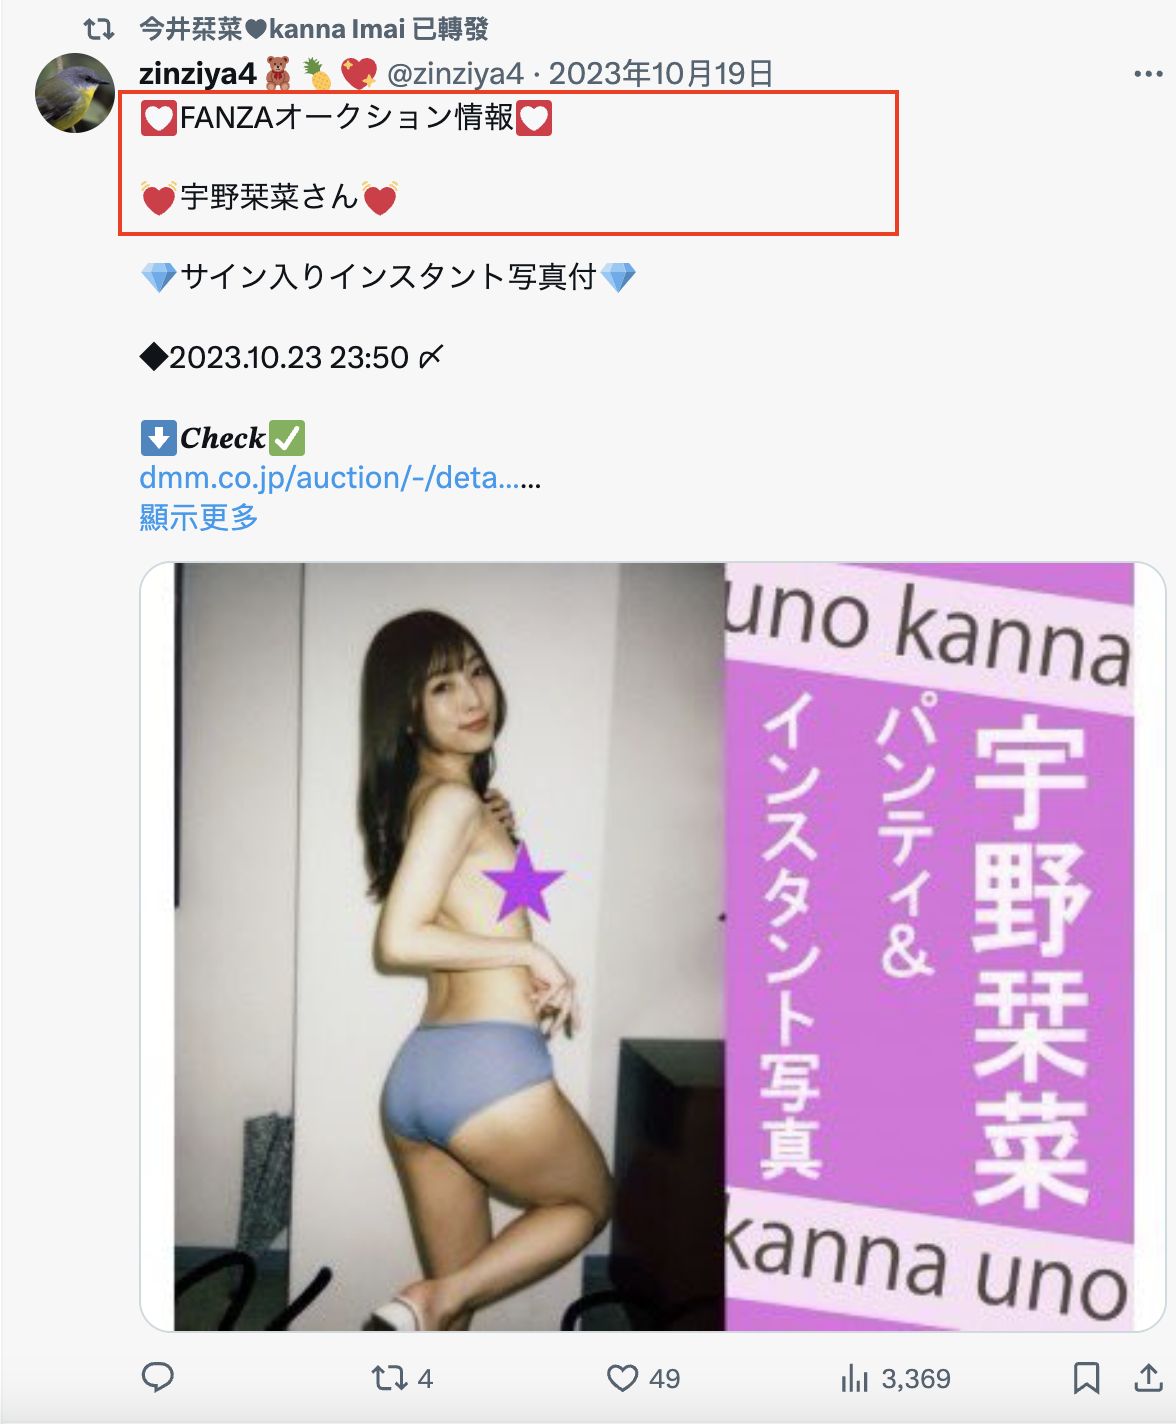 今井栞菜♥kanna Imai 已轉發
zinziya4🧸🍍💖 @zinziya4 · 2023年10月19日
💟FANZAオークション情報💟
💓宇野栞菜さん💓
💎サイン入りインスタント写真付💎
◆2023.10.23 23:50 〆
⬇️𝑪𝒉𝒆𝒄𝒌✅
dmm.co.jp/auction/-/deta……
顯示更多
uno kanna
宇野栞菜
パンティ&
インスタント写真
kanna uno
4 49 3,369